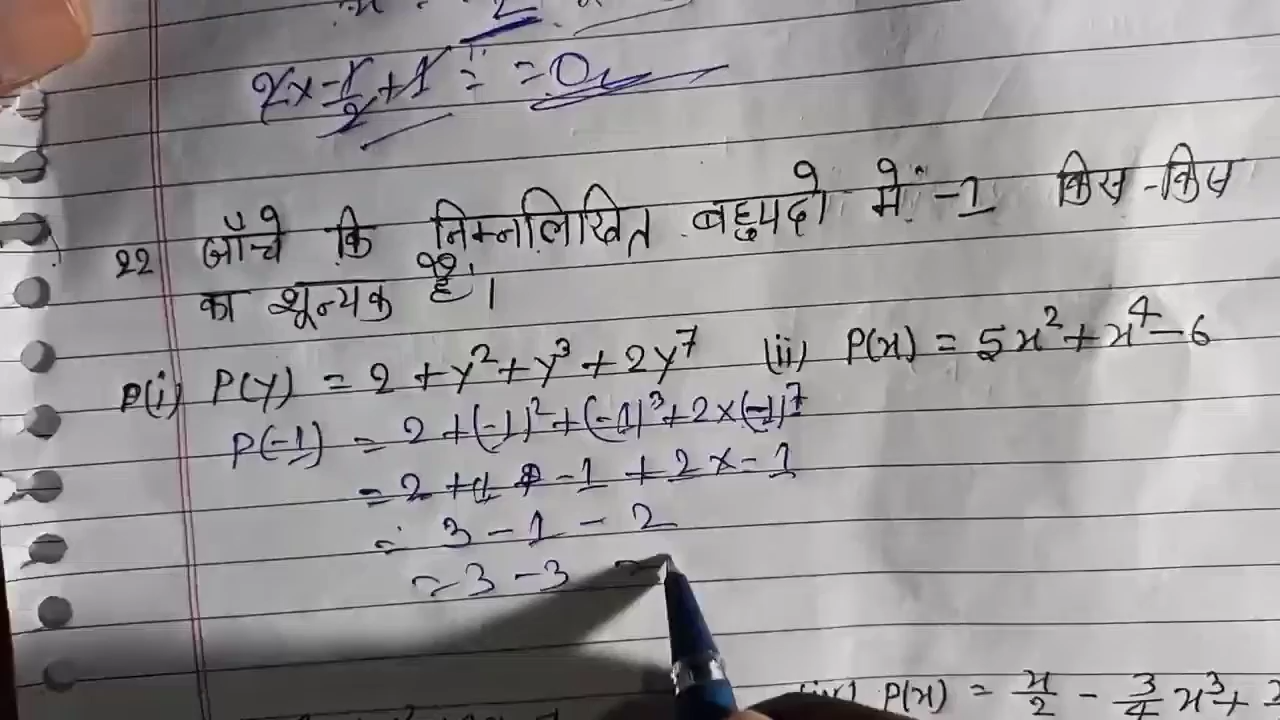 2x-1/2+1 = =0
22 जाँचे कि निम्नलिखित बहुपदो मे -1 किस-किस
का शून्यक है।
P(i) P(y) = 2+y²+y³+2y⁷ (ii) P(x) = 5x²+x⁴-6
P(-1) = 2+(-1)²+(-1)³+2×(-1)⁷
=2+1-1+2×-1
= 3-1-2
=3-3 =
P(x) = x/2 - 3/4 x³+